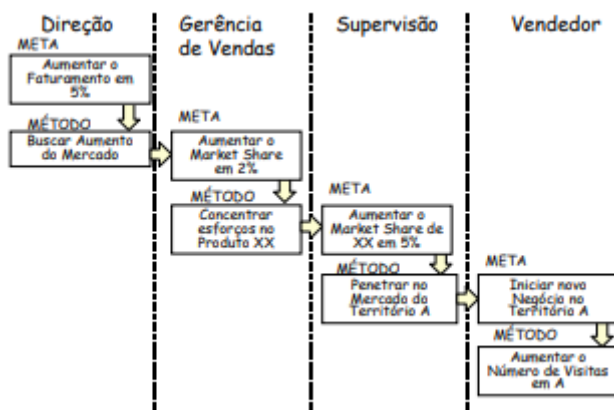 Direção
META
Aumentar o
Faturamento em
5%
MÉTODO
Buscar Aumento
do Mercado
Gerência
de Vendas
META
Aumentar o
Market Share
em 2%
MÉTODO
Concentrar
esforços no
Produto XX
Supervisão
META
Aumentar o
Market Share de
XX em 5%
MÉTODO
Penetrar no
Mercado do
Território A
Vendedor
META
Iniciar novo
Negócio no
Território A
MÉTODO
Aumentar o
Número de Visitas
em A